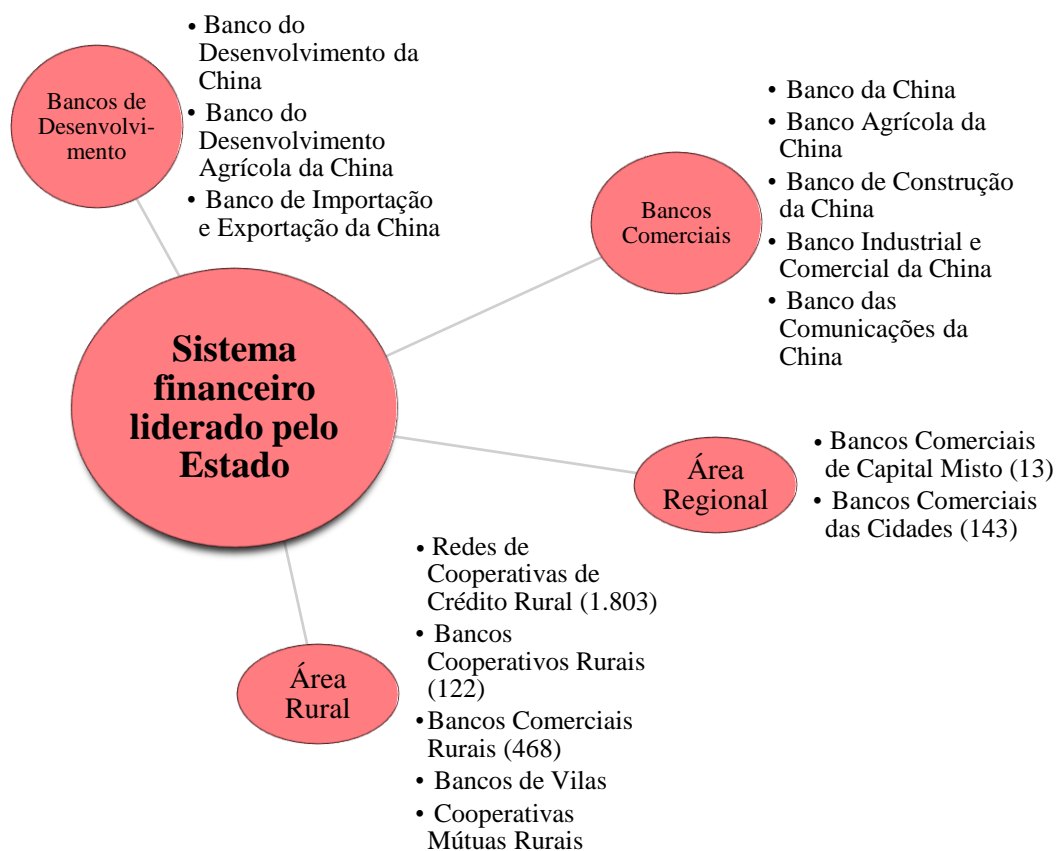 Bancos de
Desenvolvi-
mento
• Banco do
Desenvolvimento da
China
• Banco do
Desenvolvimento
Agrícola da China
• Banco de Importação
e Exportação da China
Bancos
Comerciais
• Banco da China
• Banco Agrícola da
China
• Banco de Construção
da China
• Banco Industrial e
Comercial da China
• Banco das
Comunicações da
China
Sistema
financeiro
liderado pelo
Estado
Área
Regional
• Bancos Comerciais
de Capital Misto (13)
• Bancos Comerciais
das Cidades (143)
Área
Rural
• Redes de
Cooperativas de
Crédito Rural (1.803)
• Bancos
Cooperativos Rurais
(122)
•Bancos Comerciais
Rurais (468)
• Bancos de Vilas
• Cooperativas
Mútuas Rurais